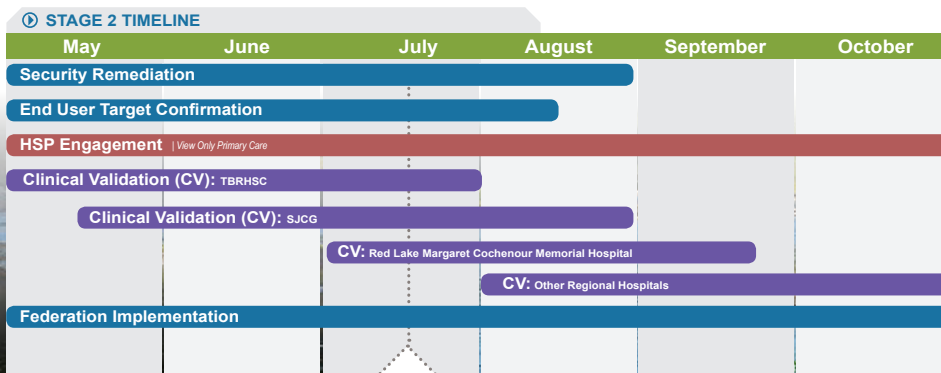 STAGE 2 TIMELINE
May June July August September October
Security Remediation
End User Target Confirmation
HSP Engagement | View Only Primary Care
Clinical Validation (CV): TBRHSC
Clinical Validation (CV): SJCG
CV: Red Lake Margaret Cochenour Memorial Hospital
CV: Other Regional Hospitals
Federation Implementation